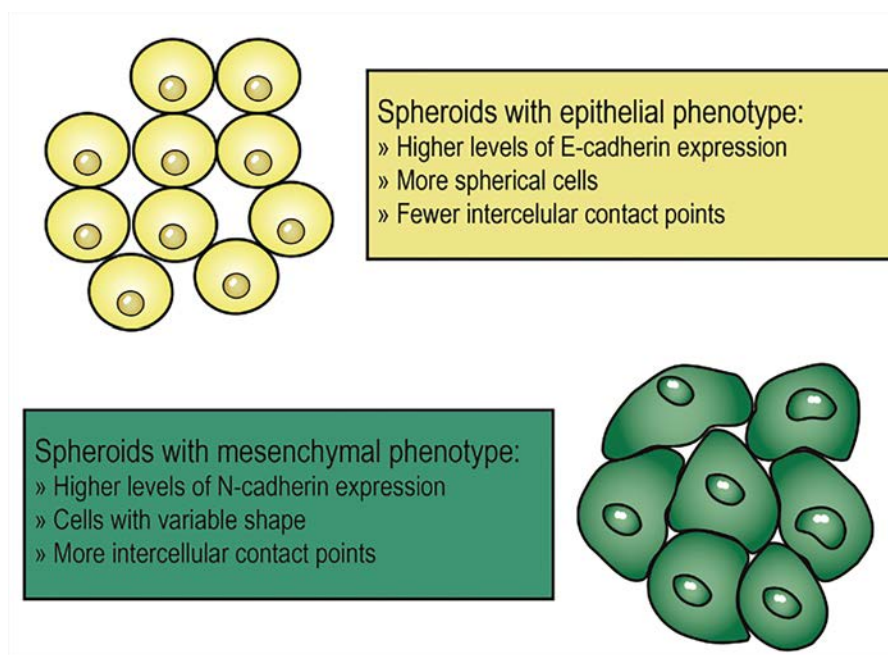 Spheroids with epithelial phenotype:
» Higher levels of E-cadherin expression
» More spherical cells
» Fewer intercelular contact points
Spheroids with mesenchymal phenotype:
» Higher levels of N-cadherin expression
» Cells with variable shape
» More intercellular contact points